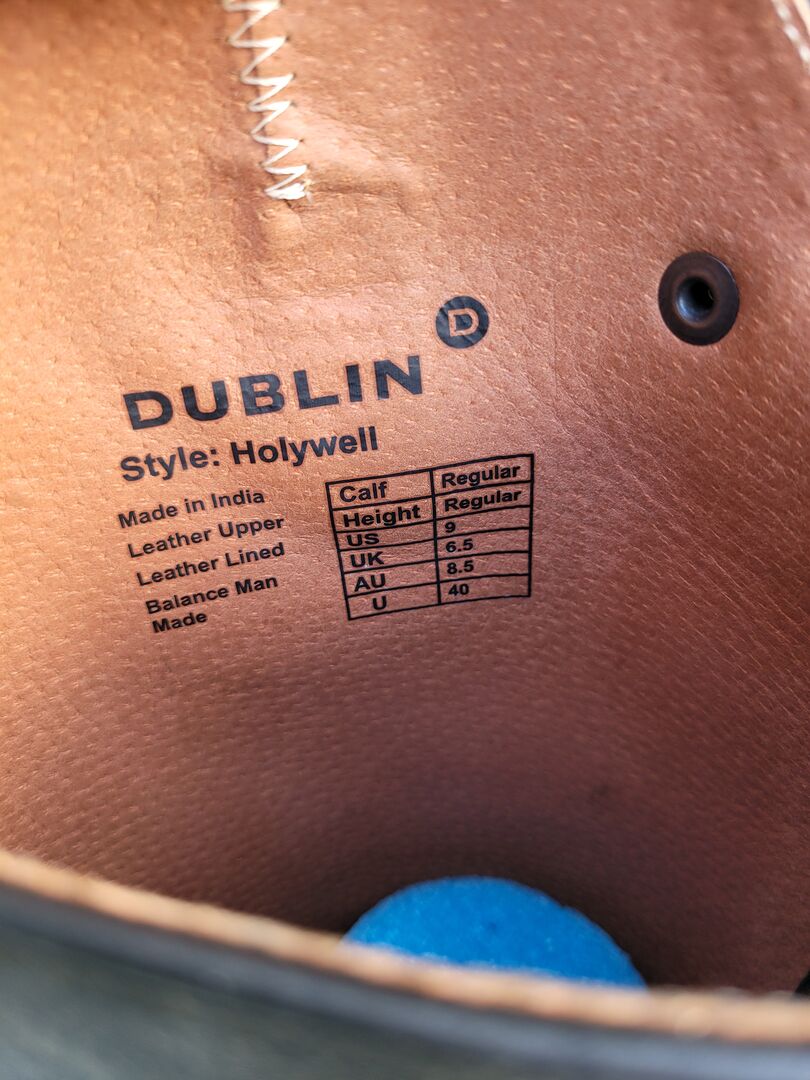 D
DUBLIN
Style: Holywell
Made in India
Leather Upper
Leather Lined
Balance Man
Made
Calf Regular
Height Regular
US 9
UK 6.5
AU 8.5
U 40